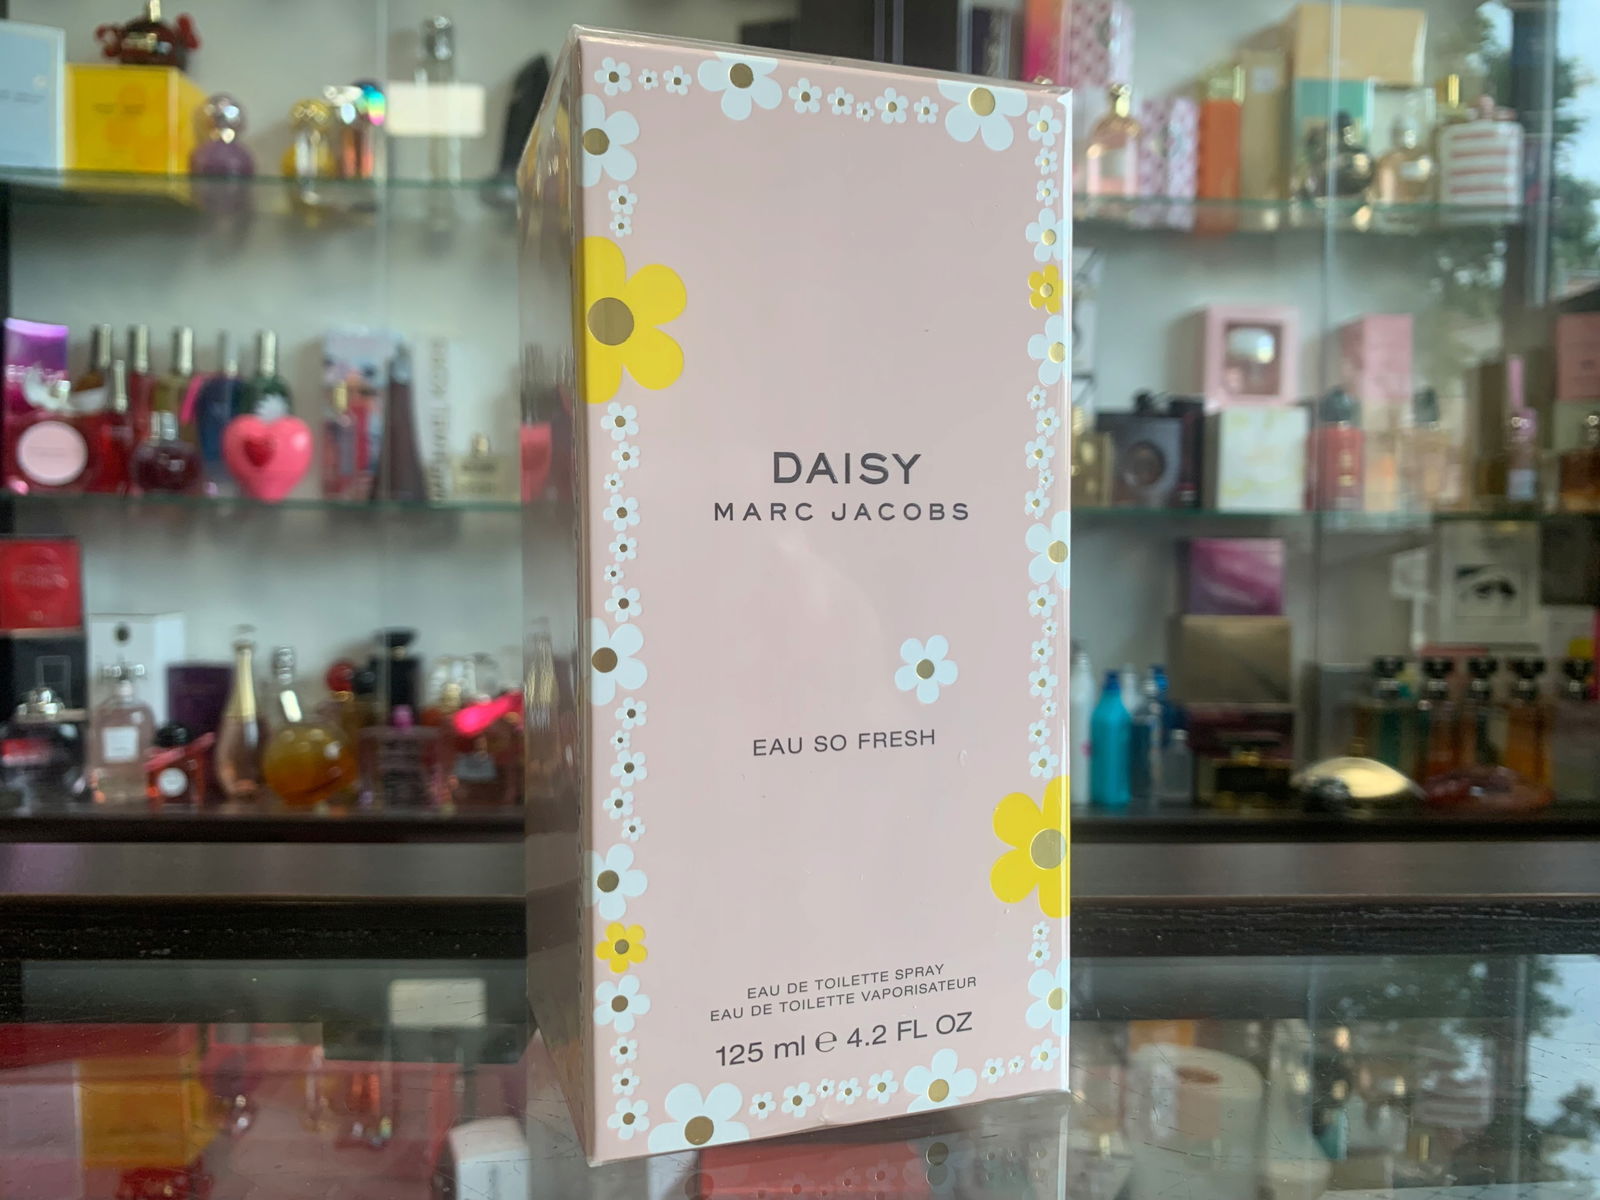 DAISY
MARC JACOBS
EAU SO FRESH
EAU DE TOILETTE SPRAY
EAU DE TOILETTE VAPORISATEUR
125 ml ℮ 4.2 FL OZ